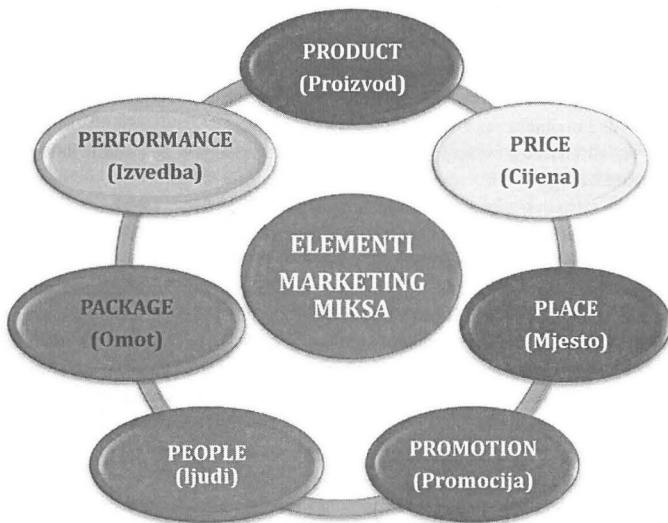 PRODUCT
(Proizvod)
PRICE
(Cijena)
PLACE
(Mjesto)
PROMOTION
(Promocija)
PEOPLE
(ljudi)
PACKAGE
(Omot)
PERFORMANCE
(Izvedba)
ELEMENTI
MARKETING
MIKSA